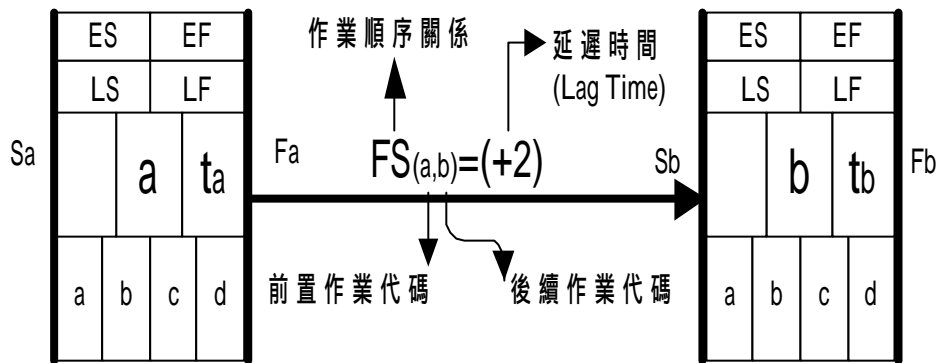 ES EF
LS LF
Sa
a ta
a b c d
作業順序關係
延遲時間
(Lag Time)
Fa
FS(a,b)=(+2)
Sb
前置作業代碼
後續作業代碼
ES EF
LS LF
b tb
Fb
a b c d